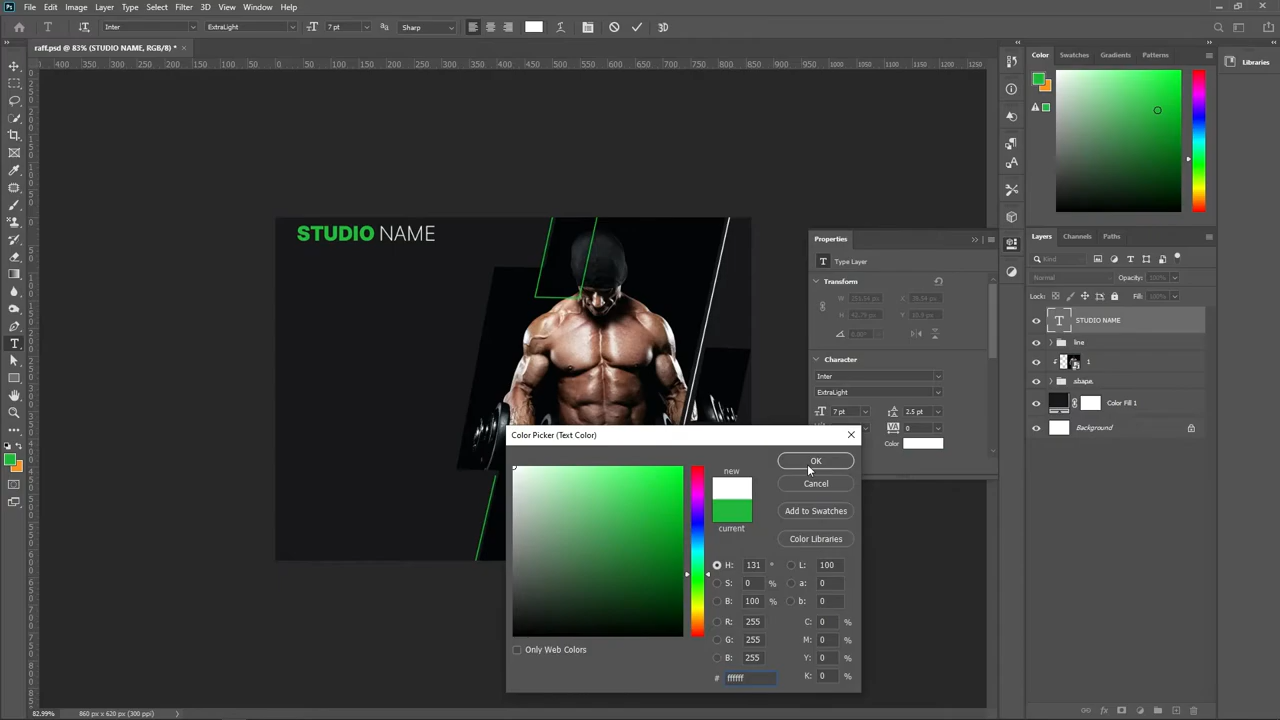 File Edit Image Layer Type Select Filter 3D View Window Help
Inter ExtraLight 7 pt Sharp
raff.psd @ 83% (STUDIO NAME, RGB/8) *
Color Swatches Gradients Patterns
Libraries
STUDIO NAME
Properties
Type Layer
Transform
Character
Inter
ExtraLight
7 pt 2.5 pt
0
Color
Layers Channels Paths
Kind
Normal Opacity: 100%
Lock: Fill: 100%
STUDIO NAME
line
1
shape
Color Fill 1
Background
Color Picker (Text Color)
new
current
OK
Cancel
Add to Swatches
Color Libraries
H: 131 ° L: 100
S: 0 % a: 0
B: 100 % b: 0
R: 255 C: 0 %
G: 255 M: 0 %
B: 255 Y: 0 %
# ffffff K: 0 %
Only Web Colors
82.99% 860 px x 620 px (300 ppi)